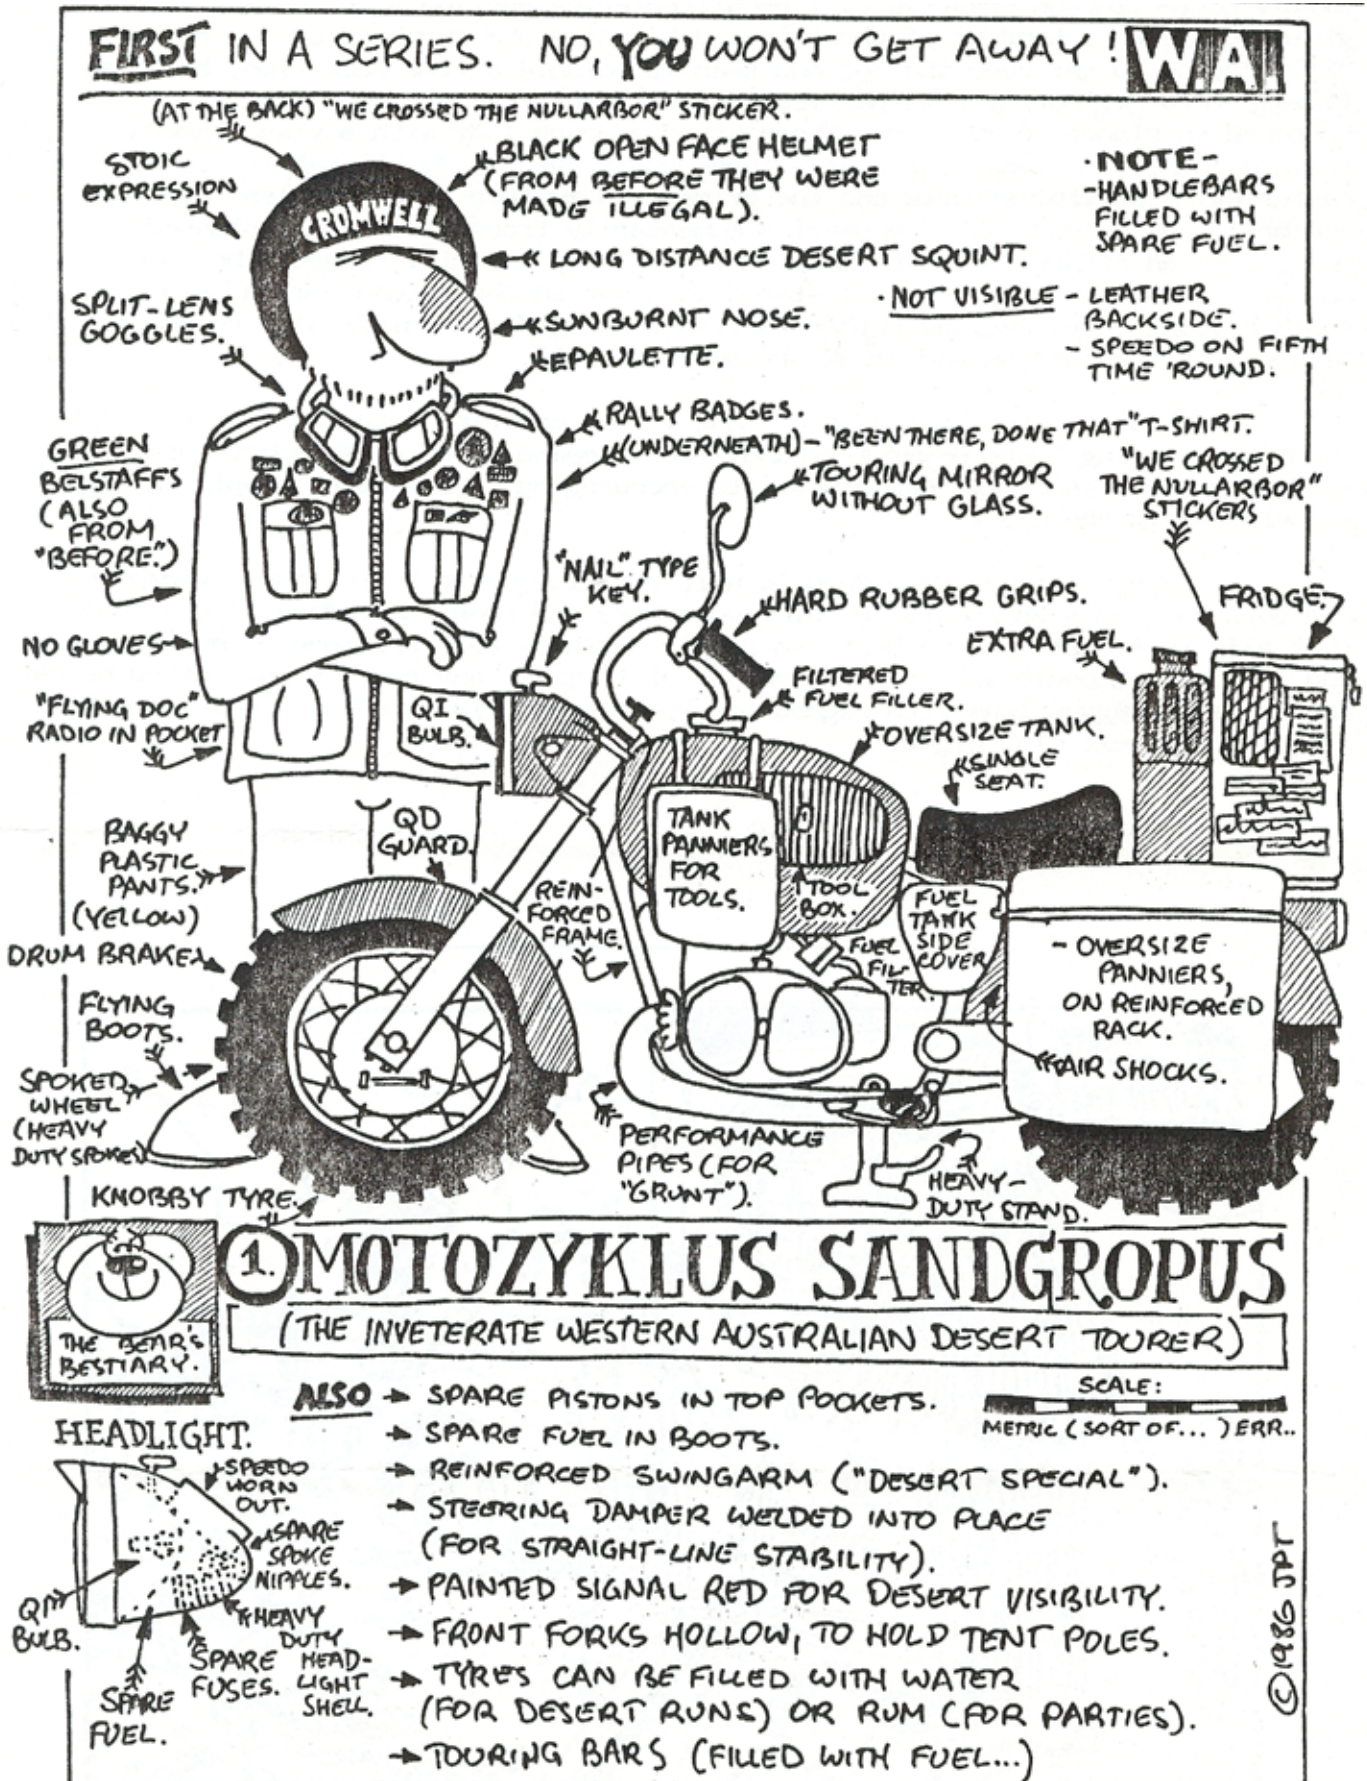 FIRST IN A SERIES. NO, YOU WON'T GET AWAY! W.A.
(AT THE BACK) "WE CROSSED THE NULLARBOR" STICKER.
STOIC
EXPRESSION
BLACK OPEN FACE HELMET
(FROM BEFORE THEY WERE
MADE ILLEGAL).
· NOTE -
-HANDLEBARS
FILLED WITH
SPARE FUEL.
CROMWELL
LONG DISTANCE DESERT SQUINT.
· NOT VISIBLE - LEATHER
BACKSIDE.
- SPEEDO ON FIFTH
TIME 'ROUND.
SPLIT-LENS
GOGGLES.
SUNBURNT NOSE.
EPAULETTE.
RALLY BADGES.
(UNDERNEATH)-"BEEN THERE, DONE THAT" T-SHIRT.
GREEN
BELSTAFFS
(ALSO
FROM
"BEFORE.")
TOURING MIRROR
WITHOUT GLASS.
"WE CROSSED
THE NULLARBOR"
STICKERS
"NAIL" TYPE
KEY.
HARD RUBBER GRIPS.
FRIDGE.
NO GLOVES
EXTRA FUEL.
"FLYING DOC"
RADIO IN POCKET
QI
BULB.
FILTERED
FUEL FILLER.
OVERSIZE TANK.
SINGLE
SEAT.
BAGGY
PLASTIC
PANTS.
(YELLOW)
QD
GUARD.
TANK
PANNIERS
FOR
TOOLS.
REIN-
FORCED
FRAME.
TOOL
BOX.
FUEL
TANK
SIDE
COVER
FUEL
FIL-
TER.
- OVERSIZE
PANNIERS,
ON REINFORCED
RACK.
AIR SHOCKS.
DRUM BRAKE
FLYING
BOOTS.
SPOKED
WHEEL
(HEAVY
DUTY SPOKES)
PERFORMANCE
PIPES (FOR
"GRUNT").
HEAVY-
DUTY STAND.
KNOBBY TYRE.
THE BEAR'S
BESTIARY.
1. MOTOZYKLUS SANDGROPUS
(THE INVETERATE WESTERN AUSTRALIAN DESERT TOURER)
ALSO → SPARE PISTONS IN TOP POCKETS.
→ SPARE FUEL IN BOOTS.
→ REINFORCED SWINGARM ("DESERT SPECIAL").
→ STEERING DAMPER WELDED INTO PLACE
(FOR STRAIGHT-LINE STABILITY).
→ PAINTED SIGNAL RED FOR DESERT VISIBILITY.
→ FRONT FORKS HOLLOW, TO HOLD TENT POLES.
→ TYRES CAN BE FILLED WITH WATER
(FOR DESERT RUNS) OR RUM (FOR PARTIES).
→ TOURING BARS (FILLED WITH FUEL...)
SCALE:
METRIC (SORT OF... ) ERR..
HEADLIGHT.
SPEEDO
WORN
OUT.
SPARE
SPOKE
NIPPLES.
QI
BULB.
HEAVY
DUTY
HEAD-
LIGHT
SHELL.
SPARE
FUSES.
SPARE
FUEL.
©1986 JPT